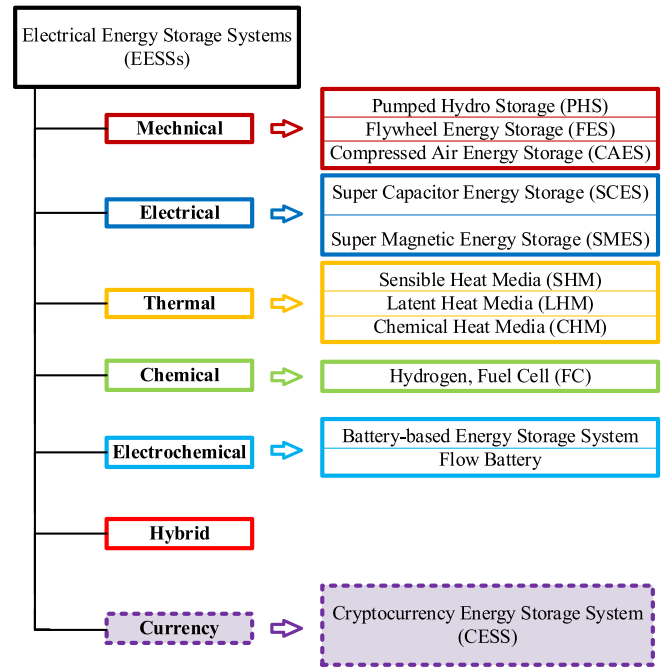 Electrical Energy Storage Systems
(EESSs)
Mechnical
Pumped Hydro Storage (PHS)
Flywheel Energy Storage (FES)
Compressed Air Energy Storage (CAES)
Electrical
Super Capacitor Energy Storage (SCES)
Super Magnetic Energy Storage (SMES)
Thermal
Sensible Heat Media (SHM)
Latent Heat Media (LHM)
Chemical Heat Media (CHM)
Chemical
Hydrogen, Fuel Cell (FC)
Electrochemical
Battery-based Energy Storage System
Flow Battery
Hybrid
Currency
Cryptocurrency Energy Storage System
(CESS)